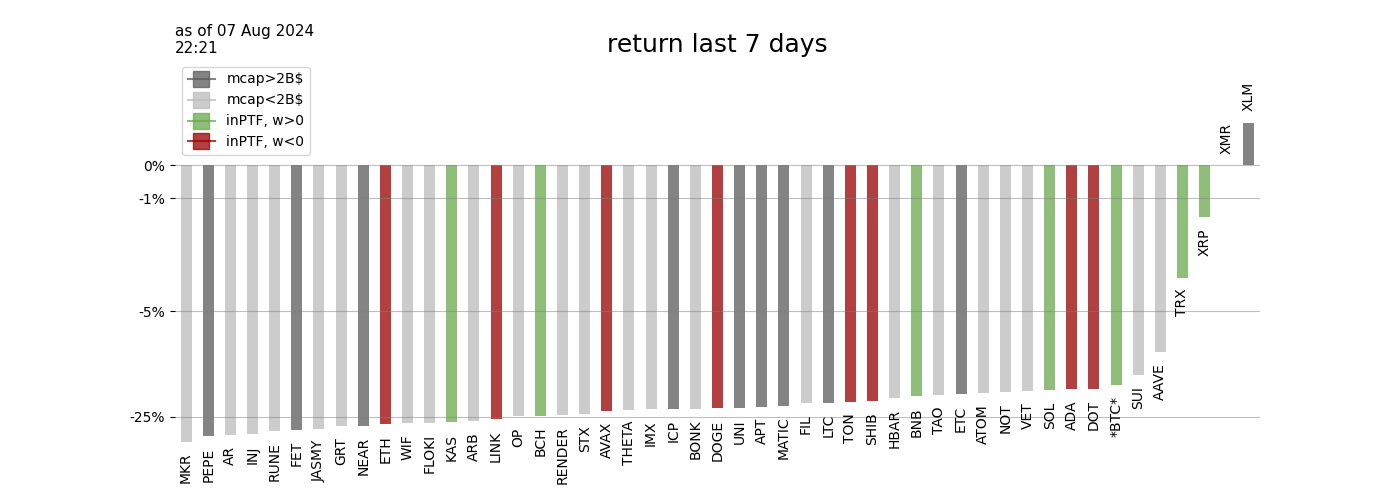 as of 07 Aug 2024
22:21
return last 7 days
mcap>2B$
mcap<2B$
inPTF, w>0
inPTF, w<0
0%
-1%
-5%
-25%
MKR
PEPE
AR
INJ
RUNE
FET
JASMY
GRT
NEAR
ETH
WIF
FLOKI
KAS
ARB
LINK
OP
BCH
RENDER
STX
AVAX
THETA
IMX
ICP
BONK
DOGE
UNI
APT
MATIC
FIL
LTC
TON
SHIB
HBAR
BNB
TAO
ETC
ATOM
NOT
VET
SOL
ADA
DOT
*BTC*
SUI
AAVE
TRX
XRP
XMR
XLM